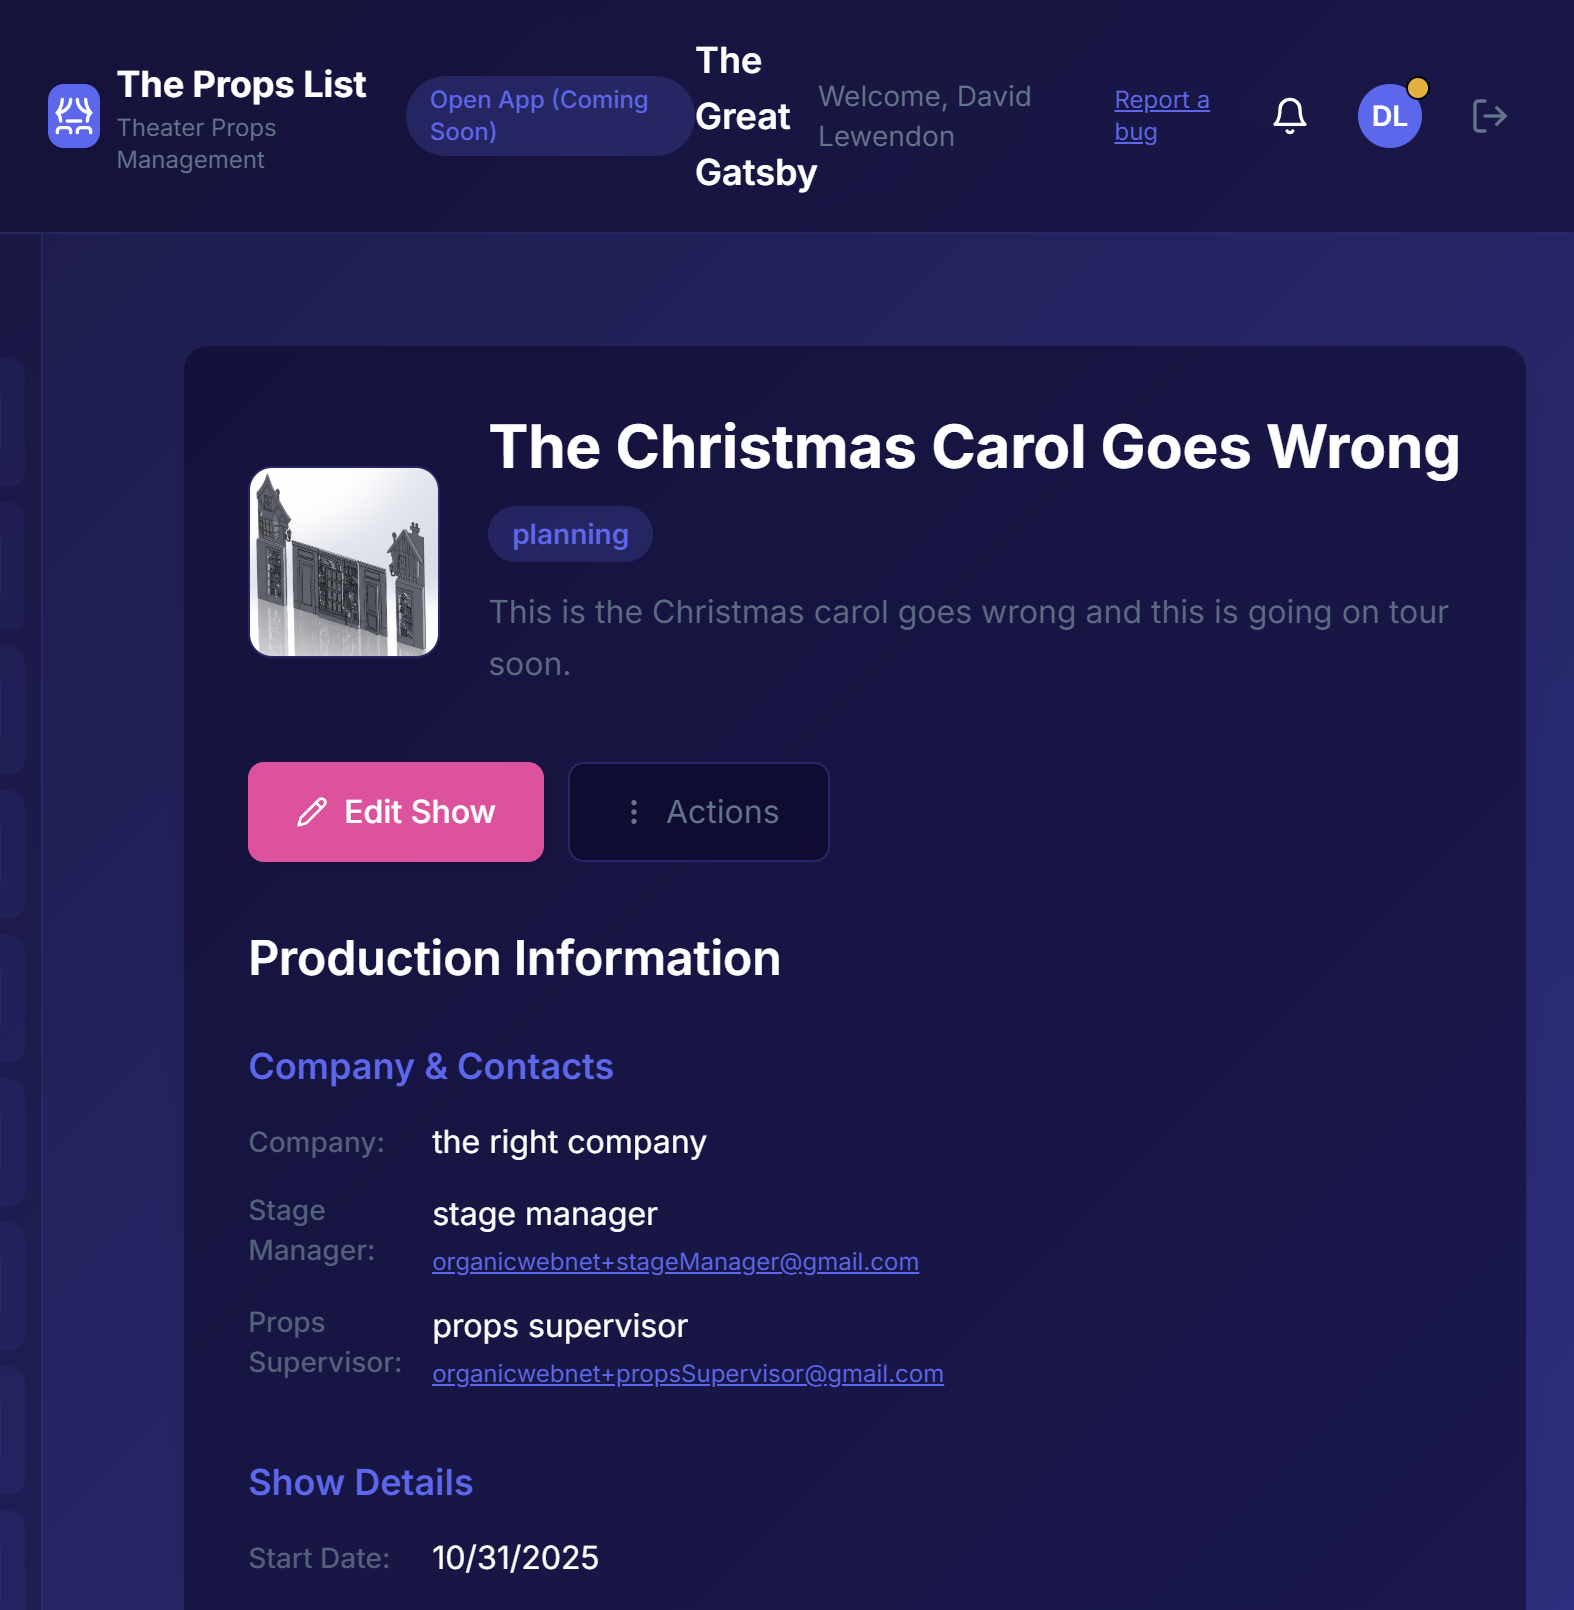 The Props List
Theater Props
Management
Open App (Coming
Soon)
The
Great
Gatsby
Welcome, David
Lewendon
Report a
bug
DL
The Christmas Carol Goes Wrong
planning
This is the Christmas carol goes wrong and this is going on tour
soon.
Edit Show
Actions
Production Information
Company & Contacts
Company: the right company
Stage
Manager:
stage manager
organicwebnet+stageManager@gmail.com
Props
Supervisor:
props supervisor
organicwebnet+propsSupervisor@gmail.com
Show Details
Start Date: 10/31/2025